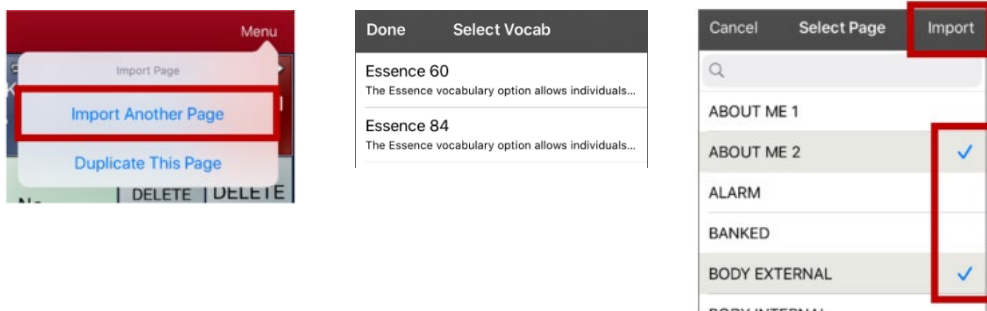 Menu
Import Page
Import Another Page
Duplicate This Page
DELETE DELETE
Done Select Vocab
Essence 60
The Essence vocabulary option allows individuals...
Essence 84
The Essence vocabulary option allows individuals...
Cancel Select Page Import
ABOUT ME 1
ABOUT ME 2
ALARM
BANKED
BODY EXTERNAL